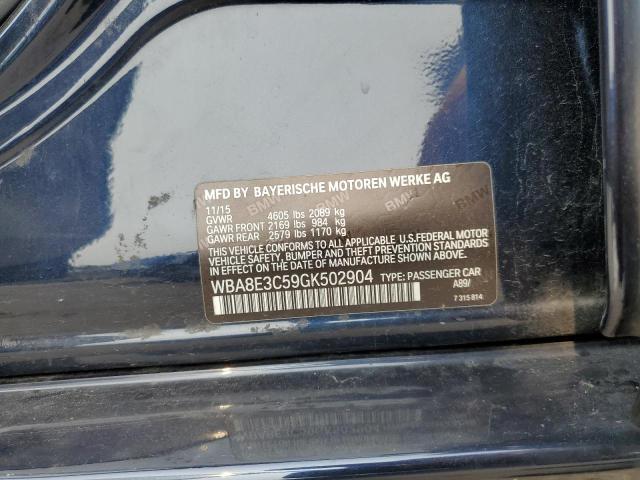 MFD BY BAYERISCHE MOTOREN WERKE AG
11/15
GVWR 4605 lbs 2089 kg
GAWR FRONT 2169 lbs 984 kg
GAWR REAR 2579 lbs 1170 kg
THIS VEHICLE CONFORMS TO ALL APPLICABLE U.S.FEDERAL MOTOR
VEHICLE SAFETY, BUMPER, AND THEFT PREVENTION STANDARDS
IN EFFECT ON THE DATE OF MANUFACTURE SHOWN ABOVE.
WBA8E3C59GK502904 TYPE: PASSENGER CAR
A89/
7 315 814